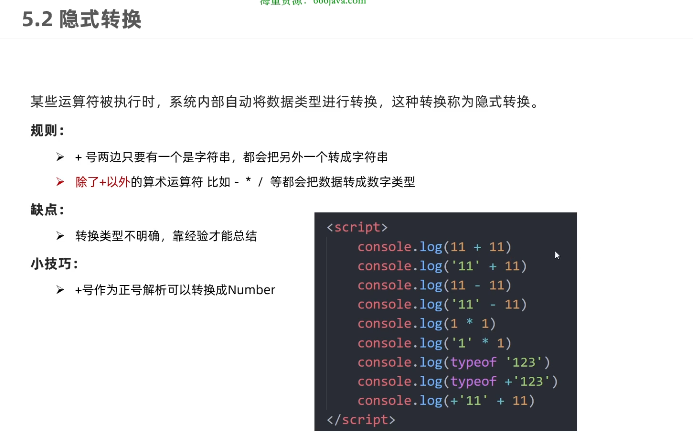 海量资源：666java.com
5.2 隐式转换
某些运算符被执行时，系统内部自动将数据类型进行转换，这种转换称为隐式转换。
规则：
➢ + 号两边只要有一个是字符串，都会把另外一个转成字符串
➢ 除了+以外的算术运算符 比如 - * / 等都会把数据转成数字类型
缺点：
➢ 转换类型不明确，靠经验才能总结
小技巧：
➢ +号作为正号解析可以转换成Number
<script>
console.log(11 + 11)
console.log('11' + 11)
console.log(11 - 11)
console.log('11' - 11)
console.log(1 * 1)
console.log('1' * 1)
console.log(typeof '123')
console.log(typeof +'123')
console.log(+'11' + 11)
</script>